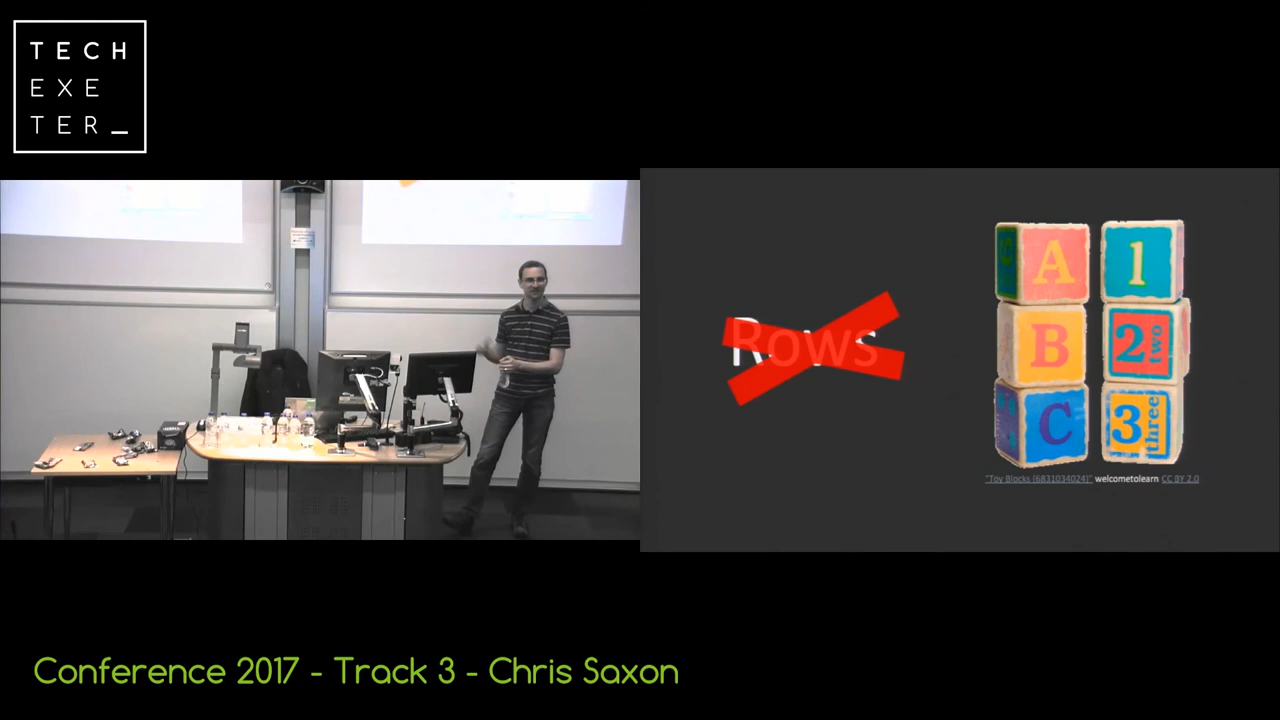 TECH
EXE
TER_
Rows
A
1
B
2
two
C
3
three
"Toy Blocks (6831034024)" welcometolearn CC BY 2.0
Conference 2017 - Track 3 - Chris Saxon